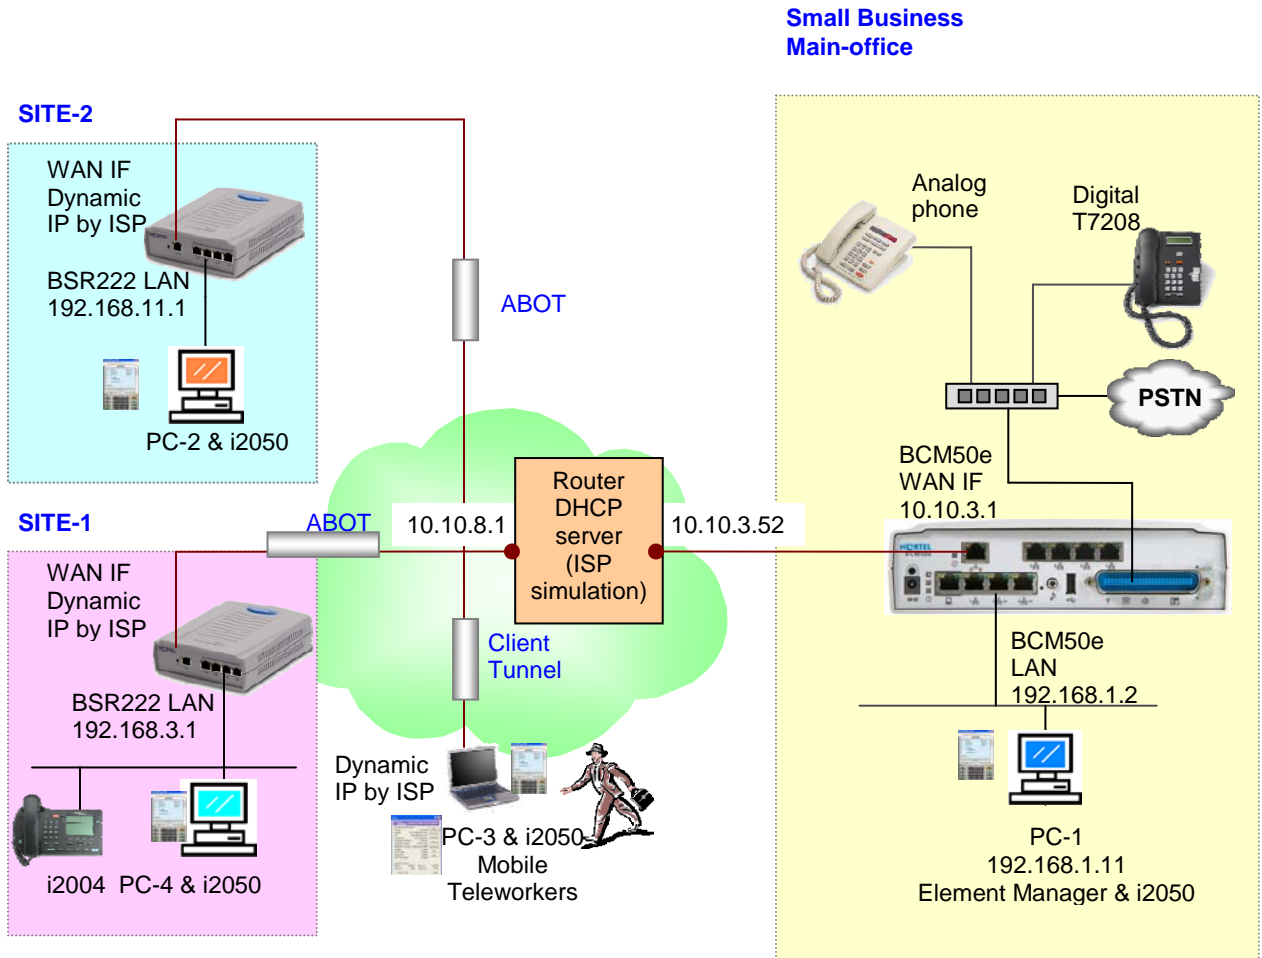 Small Business
Main-office
SITE-2
WAN IF
Dynamic
IP by ISP
BSR222 LAN
192.168.11.1
PC-2 & i2050
ABOT
Analog
phone
Digital
T7208
PSTN
BCM50e
WAN IF
10.10.3.1
Router
DHCP
server
(ISP
simulation)
10.10.8.1
10.10.3.52
SITE-1
ABOT
WAN IF
Dynamic
IP by ISP
BSR222 LAN
192.168.3.1
i2004
PC-4 & i2050
Client
Tunnel
Dynamic
IP by ISP
PC-3 & i2050
Mobile
Teleworkers
NORTEL
BCM50e
LAN
192.168.1.2
PC-1
192.168.1.11
Element Manager & i2050